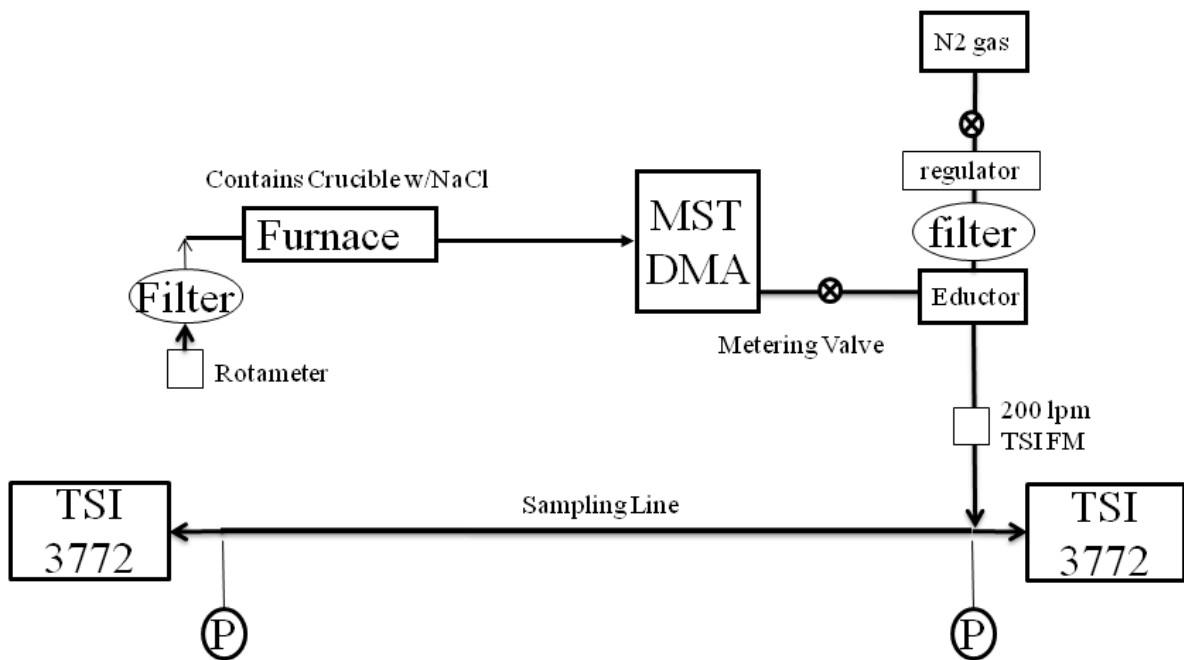 N2 gas
regulator
filter
Contains Crucible w/NaCl
Furnace
MST
DMA
Filter
Eductor
Metering Valve
Rotameter
200 lpm
TSI FM
TSI
3772
Sampling Line
TSI
3772
P
P